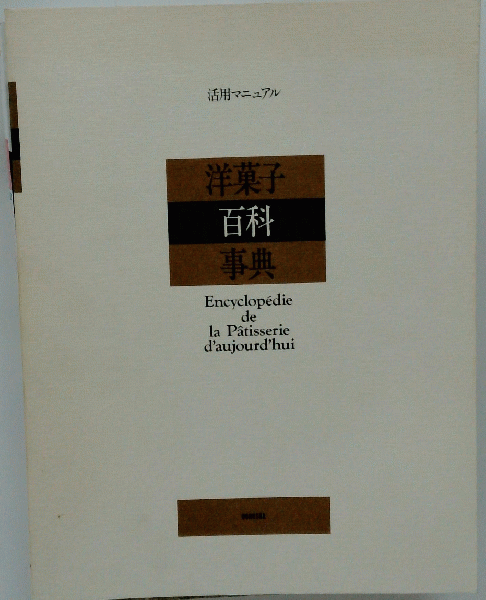 活用マニュアル
洋菓子
百科
事典
Encyclopédie
de
la Pâtisserie
d'aujourd'hui